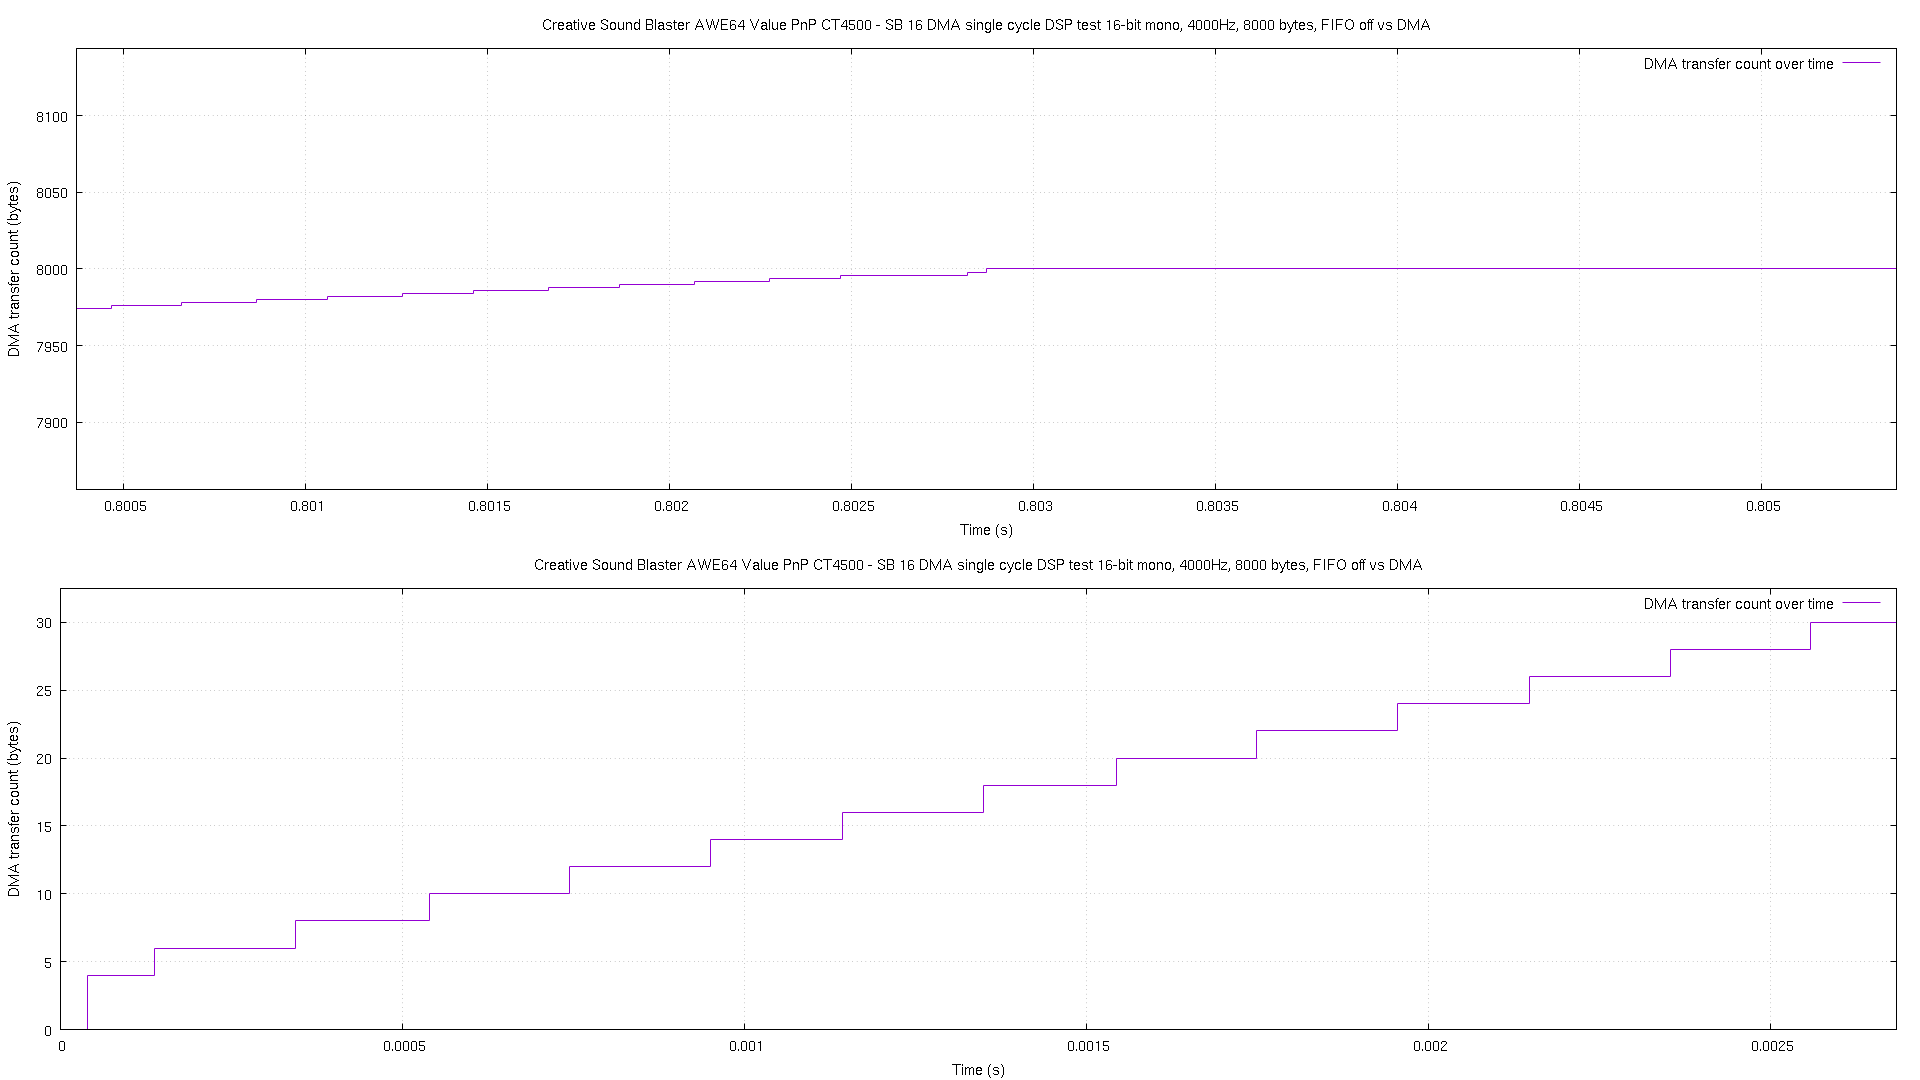 Creative Sound Blaster AWE64 Value PnP CT4500 - SB 16 DMA single cycle DSP test 16-bit mono, 4000Hz, 8000 bytes, FIFO off vs DMA
DMA transfer count over time
DMA transfer count (bytes)
8100
8050
8000
7950
7900
0.8005 0.801 0.8015 0.802 0.8025 0.803 0.8035 0.804 0.8045 0.805
Time (s)
Creative Sound Blaster AWE64 Value PnP CT4500 - SB 16 DMA single cycle DSP test 16-bit mono, 4000Hz, 8000 bytes, FIFO off vs DMA
DMA transfer count over time
DMA transfer count (bytes)
30
25
20
15
10
5
0
0 0.0005 0.001 0.0015 0.002 0.0025
Time (s)